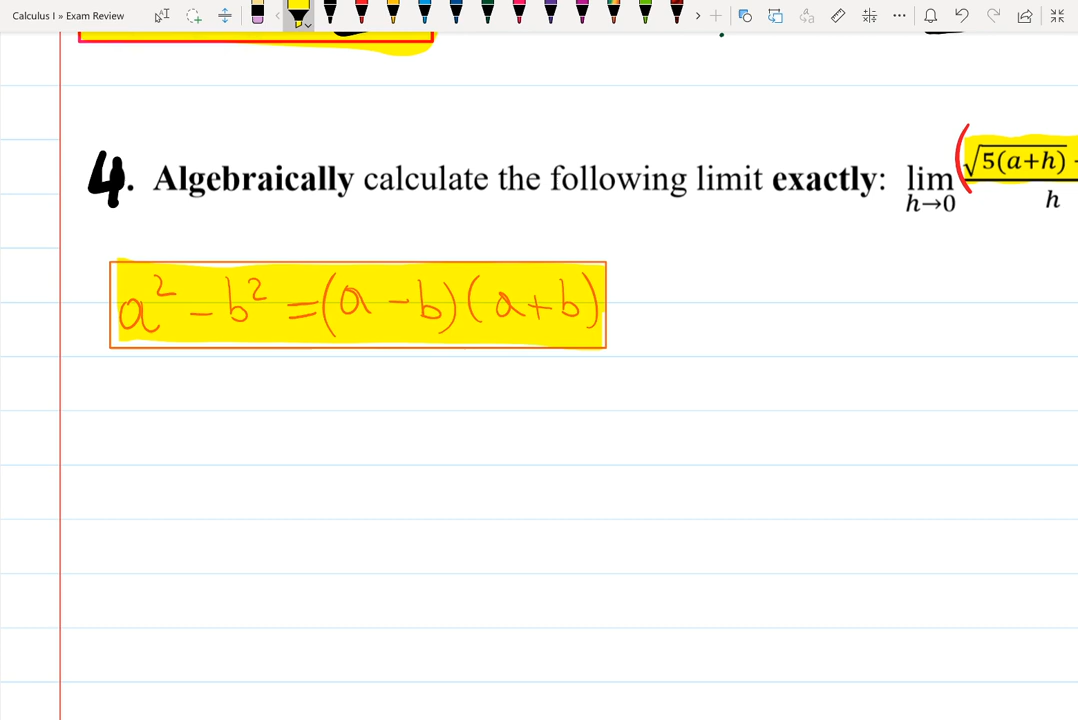 Calculus I » Exam Review
4. Algebraically calculate the following limit exactly: lim h→0 (√5(a+h) - / h
a² - b² = (a - b)(a + b)